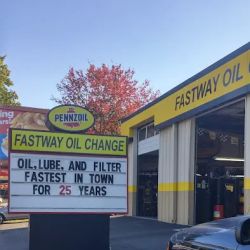 PENNZOIL
FASTWAY OIL CHANGE
OIL, LUBE, AND FILTER
FASTEST IN TOWN
FOR 25 YEARS
FASTWAY OIL